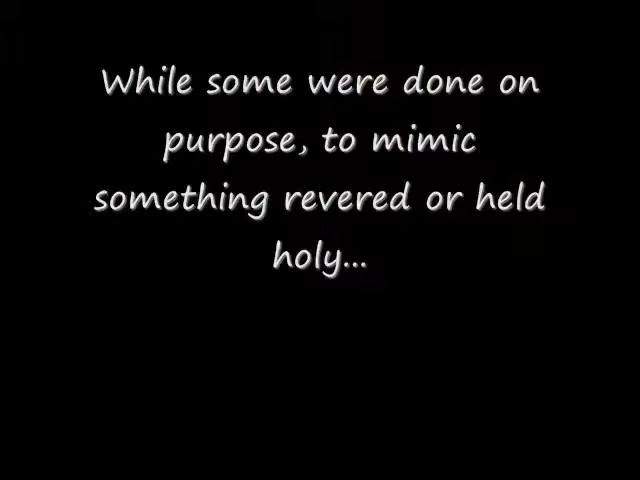 While some were done on
purpose, to mimic
something revered or held
holy...